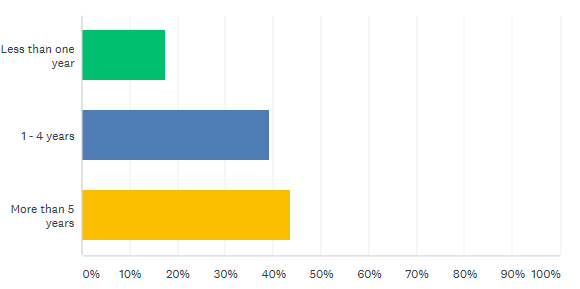 Less than one
year
1 - 4 years
More than 5
years
0% 10% 20% 30% 40% 50% 60% 70% 80% 90% 100%